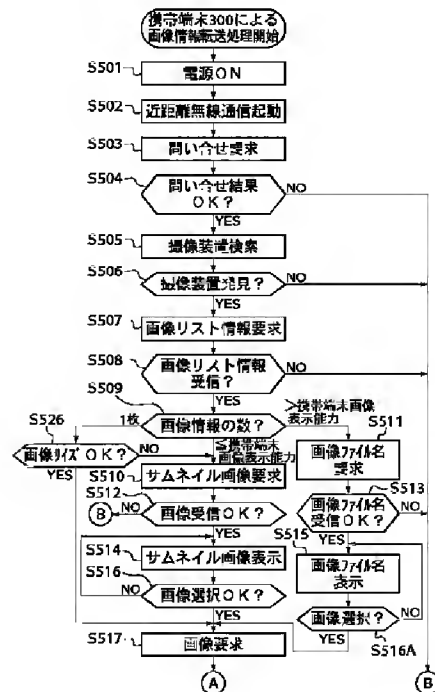 携帯端末300による
画像情報転送処理開始
S501
電源ON
S502
近距離無線通信起動
S503
問い合せ要求
S504
問い合せ結果
OK?
NO
YES
S505
撮像装置検索
S506
撮像装置発見?
NO
YES
S507
画像リスト情報要求
S508
画像リスト情報
受信?
NO
YES
S509
画像情報の数?
1枚
>携帯端末画像
表示能力
≦携帯端末
画像表示能力
S526
画像サイズOK?
NO
YES
S510
サムネイル画像要求
S511
画像ファイル名
要求
S512
画像受信OK?
NO
B
YES
S513
画像ファイル名
受信OK?
NO
YES
S514
サムネイル画像表示
S515
画像ファイル名
表示
S516
画像選択OK?
NO
YES
画像選択?
NO
YES
S516A
S517
画像要求
A
B